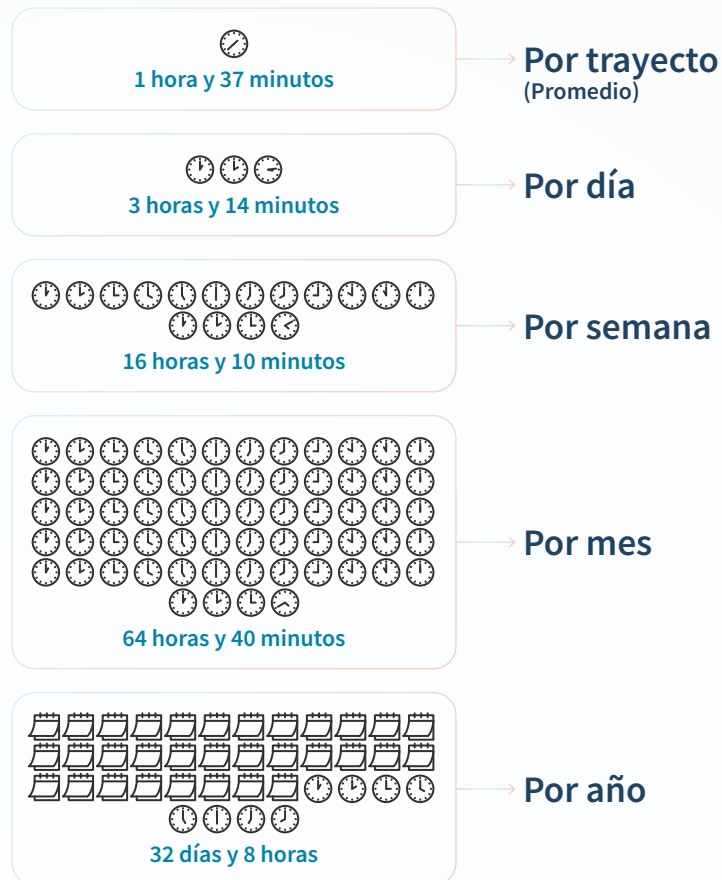 1 hora y 37 minutos
Por trayecto
(Promedio)
3 horas y 14 minutos
Por día
16 horas y 10 minutos
Por semana
64 horas y 40 minutos
Por mes
32 días y 8 horas
Por año